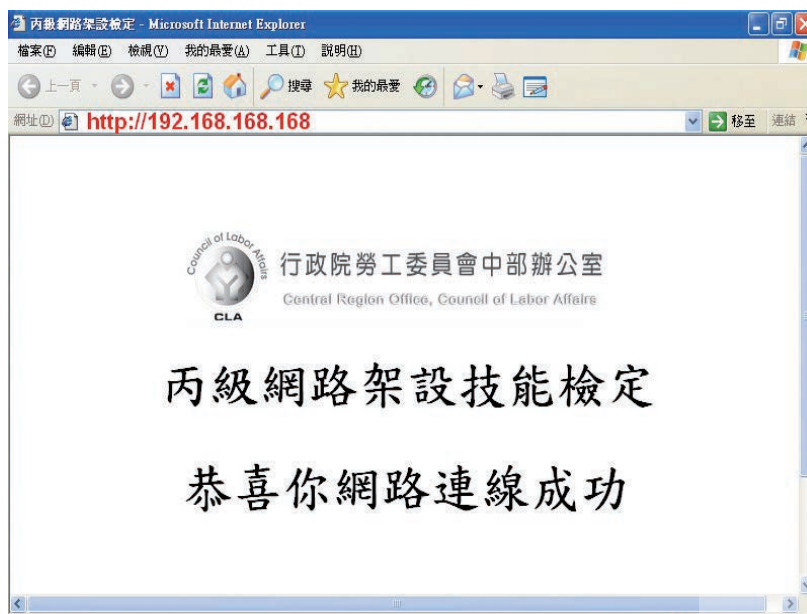 丙級網路架設檢定 - Microsoft Internet Explorer
檔案(F) 編輯(E) 檢視(V) 我的最愛(A) 工具(T) 說明(H)
上一頁 搜尋 我的最愛
網址(D) http://192.168.168.168 移至 連結
Council of Labor Affairs
CLA
行政院勞工委員會中部辦公室
Central Region Office, Council of Labor Affairs
丙級網路架設技能檢定
恭喜你網路連線成功